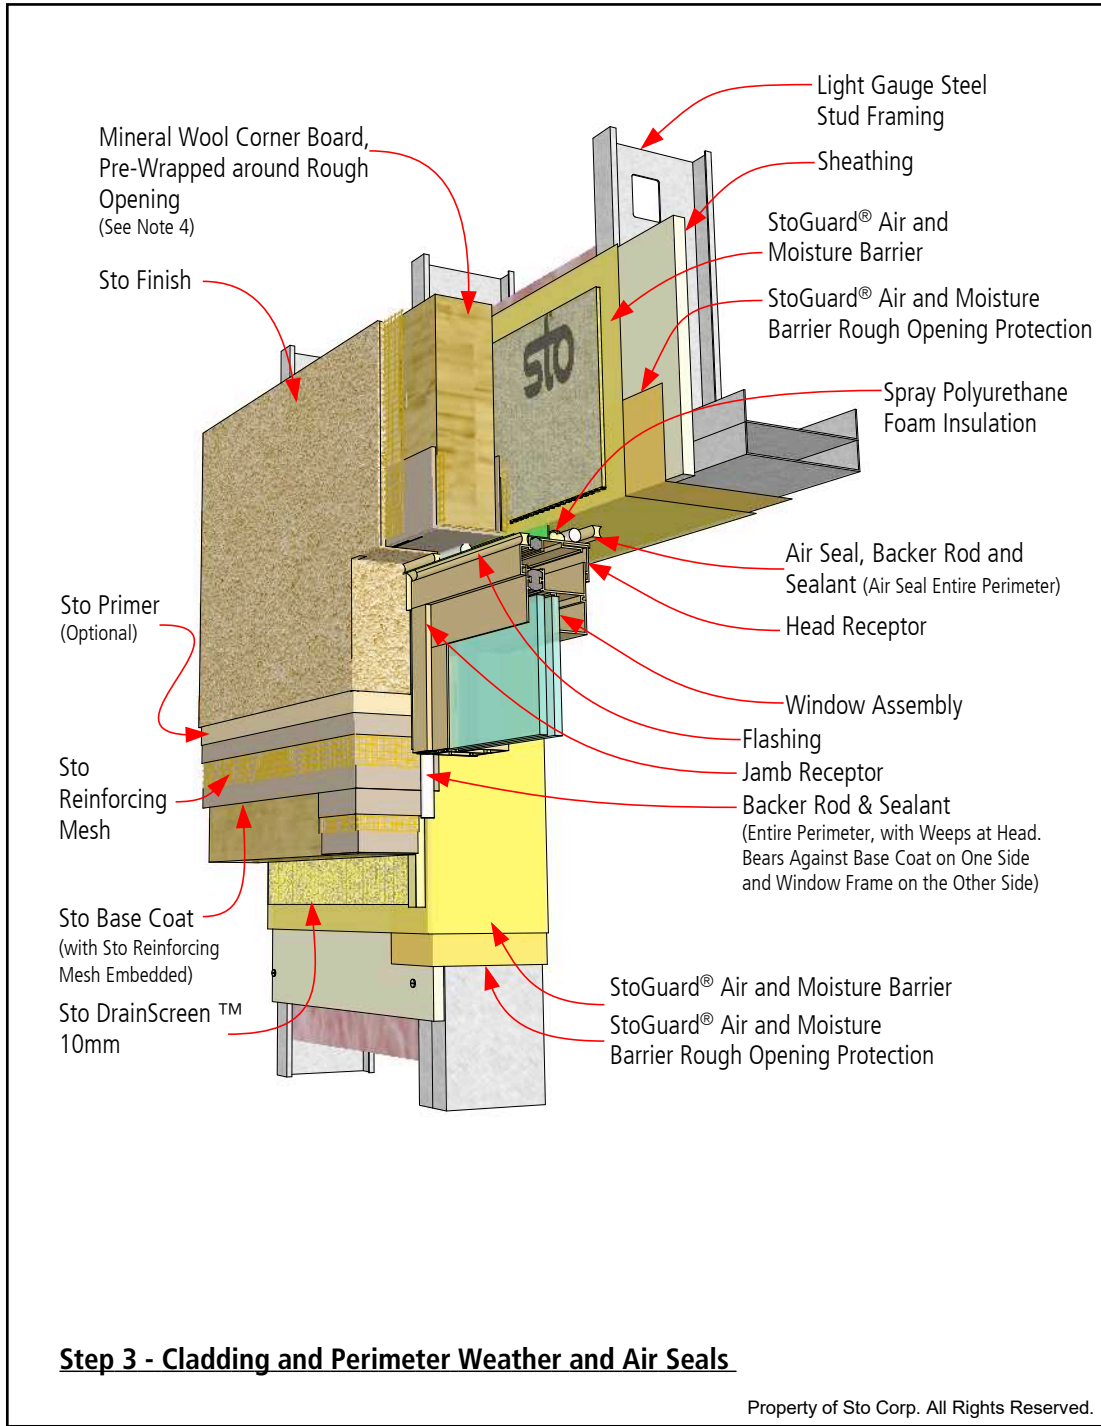 Light Gauge Steel
Stud Framing
Mineral Wool Corner Board,
Pre-Wrapped around Rough
Opening
(See Note 4)
Sheathing
StoGuard® Air and
Moisture Barrier
Sto Finish
StoGuard® Air and Moisture
Barrier Rough Opening Protection
sto
Spray Polyurethane
Foam Insulation
Air Seal, Backer Rod and
Sealant (Air Seal Entire Perimeter)
Sto Primer
(Optional)
Head Receptor
Window Assembly
Flashing
Jamb Receptor
Sto
Reinforcing
Mesh
Backer Rod & Sealant
(Entire Perimeter, with Weeps at Head.
Bears Against Base Coat on One Side
and Window Frame on the Other Side)
Sto Base Coat
(with Sto Reinforcing
Mesh Embedded)
Sto DrainScreen ™
10mm
StoGuard® Air and Moisture Barrier
StoGuard® Air and Moisture
Barrier Rough Opening Protection
Step 3 - Cladding and Perimeter Weather and Air Seals
Property of Sto Corp. All Rights Reserved.